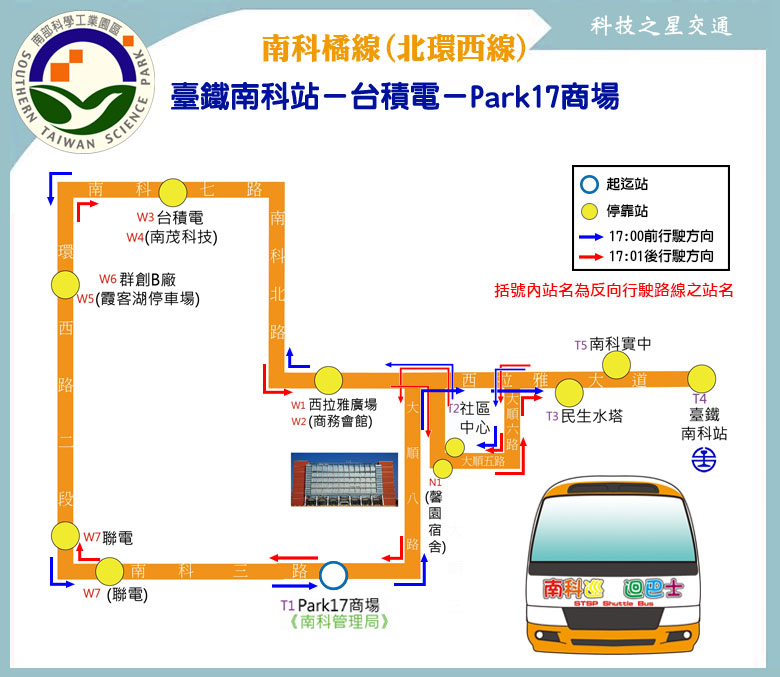 南部科學工業園區
SOUTHERN TAIWAN SCIENCE PARK
科技之星交通
南科橘線(北環西線)
臺鐵南科站－台積電－Park17商場
起迄站
停靠站
17:00前行駛方向
17:01後行駛方向
括號內站名為反向行駛路線之站名
南科七路
W3 台積電
W4(南茂科技)
南科北路
環西路二段
W6 群創B廠
W5(霞客湖停車場)
T5 南科實中
西拉雅大道
W1 西拉雅廣場
W2 (商務會館)
T2社區
中心
大順六路
T3 民生水塔
T4
臺鐵
南科站
大順八路
大順五路
N1
(馨園宿舍)
W7 聯電
W7 (聯電)
南科三路
T1 Park17商場
《南科管理局》
南科巡迴巴士
STSP Shuttle Bus